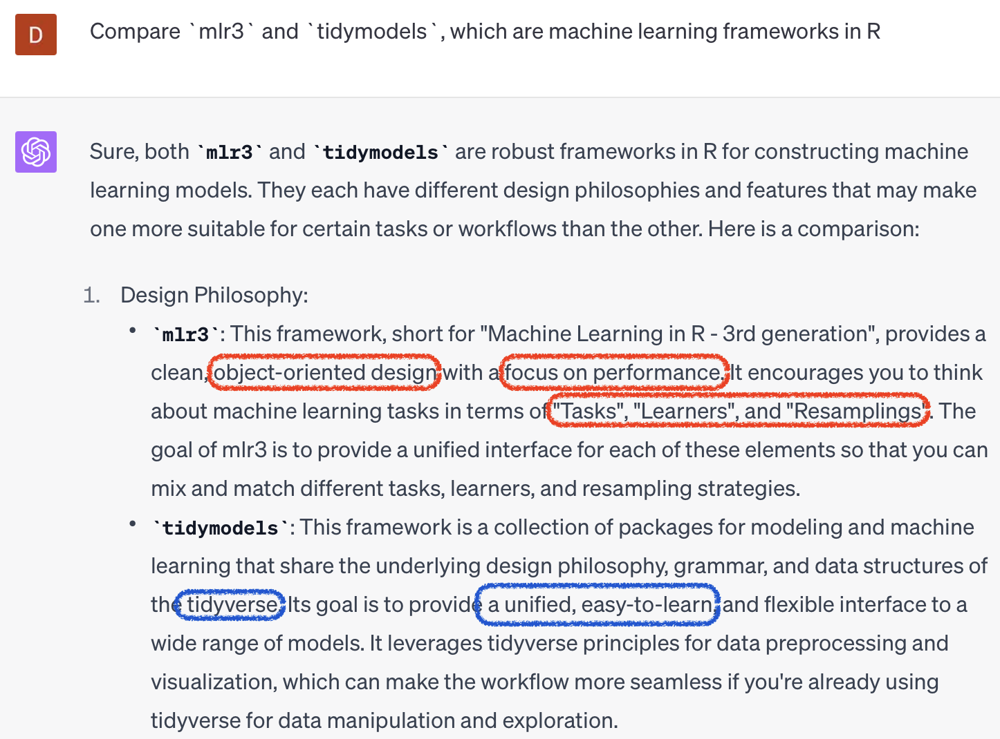 D
Compare `mlr3` and `tidymodels`, which are machine learning frameworks in R
Sure, both `mlr3` and `tidymodels` are robust frameworks in R for constructing machine
learning models. They each have different design philosophies and features that may make
one more suitable for certain tasks or workflows than the other. Here is a comparison:
1. Design Philosophy:
• `mlr3`: This framework, short for "Machine Learning in R - 3rd generation", provides a
clean, object-oriented design with a focus on performance. It encourages you to think
about machine learning tasks in terms of "Tasks", "Learners", and "Resamplings". The
goal of mlr3 is to provide a unified interface for each of these elements so that you can
mix and match different tasks, learners, and resampling strategies.
• `tidymodels`: This framework is a collection of packages for modeling and machine
learning that share the underlying design philosophy, grammar, and data structures of
the tidyverse. Its goal is to provide a unified, easy-to-learn, and flexible interface to a
wide range of models. It leverages tidyverse principles for data preprocessing and
visualization, which can make the workflow more seamless if you're already using
tidyverse for data manipulation and exploration.